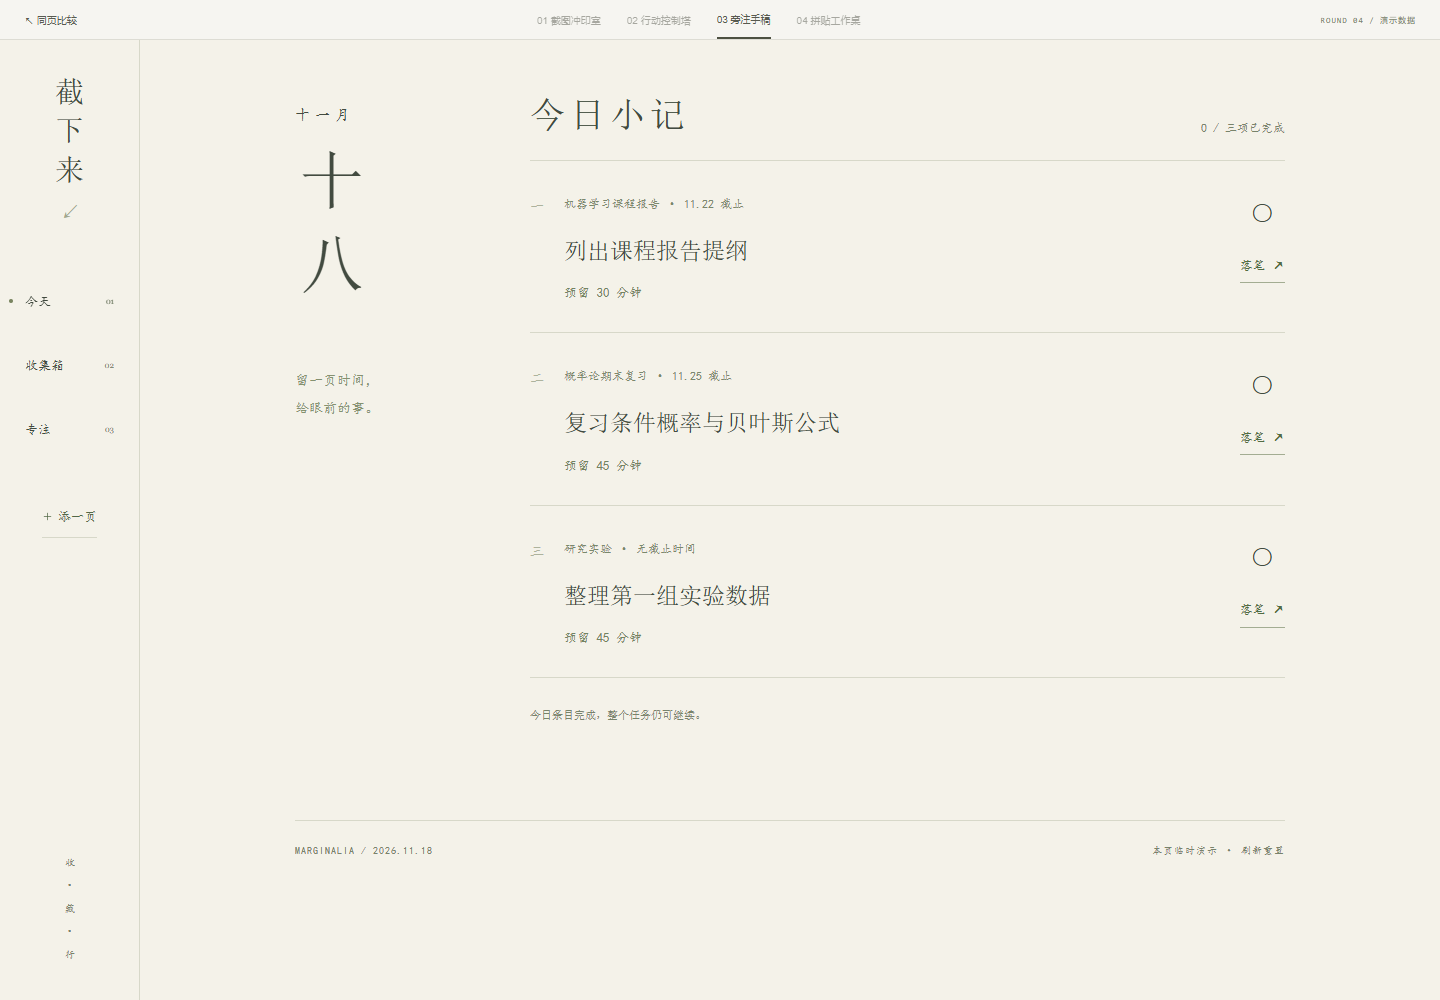 ↖ 同页比较
01 截图冲印室
02 行动控制塔
03 旁注手稿
04 拼贴工作桌
ROUND 04 / 演示数据
截下来
↙
今天 01
收集箱 02
专注 03
+ 添一页
收・藏・行
十一月
十八
留一页时间，
给眼前的事。
今日小记
0 / 三项已完成
一 机器学习课程报告 • 11.22 截止
列出课程报告提纲
预留 30 分钟
落笔 ↗
二 概率论期末复习 • 11.25 截止
复习条件概率与贝叶斯公式
预留 45 分钟
落笔 ↗
三 研究实验 • 无截止时间
整理第一组实验数据
预留 45 分钟
落笔 ↗
今日条目完成，整个任务仍可继续。
MARGINALIA / 2026.11.18
本页临时演示 • 刷新重置